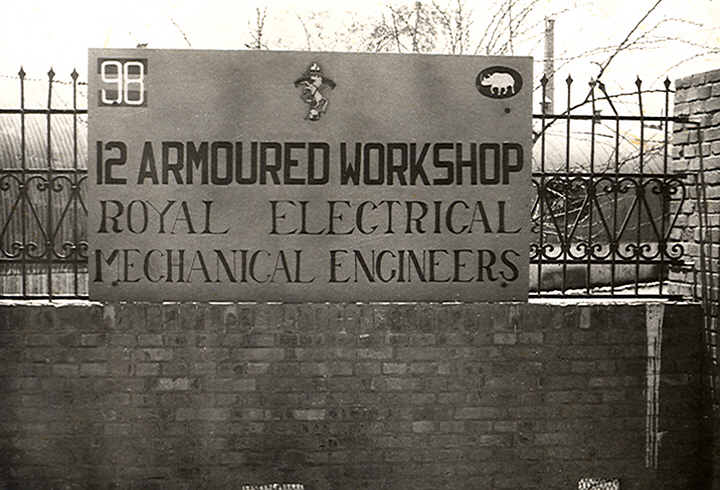 98
12 ARMOURED WORKSHOP
ROYAL ELECTRICAL
MECHANICAL ENGINEERS